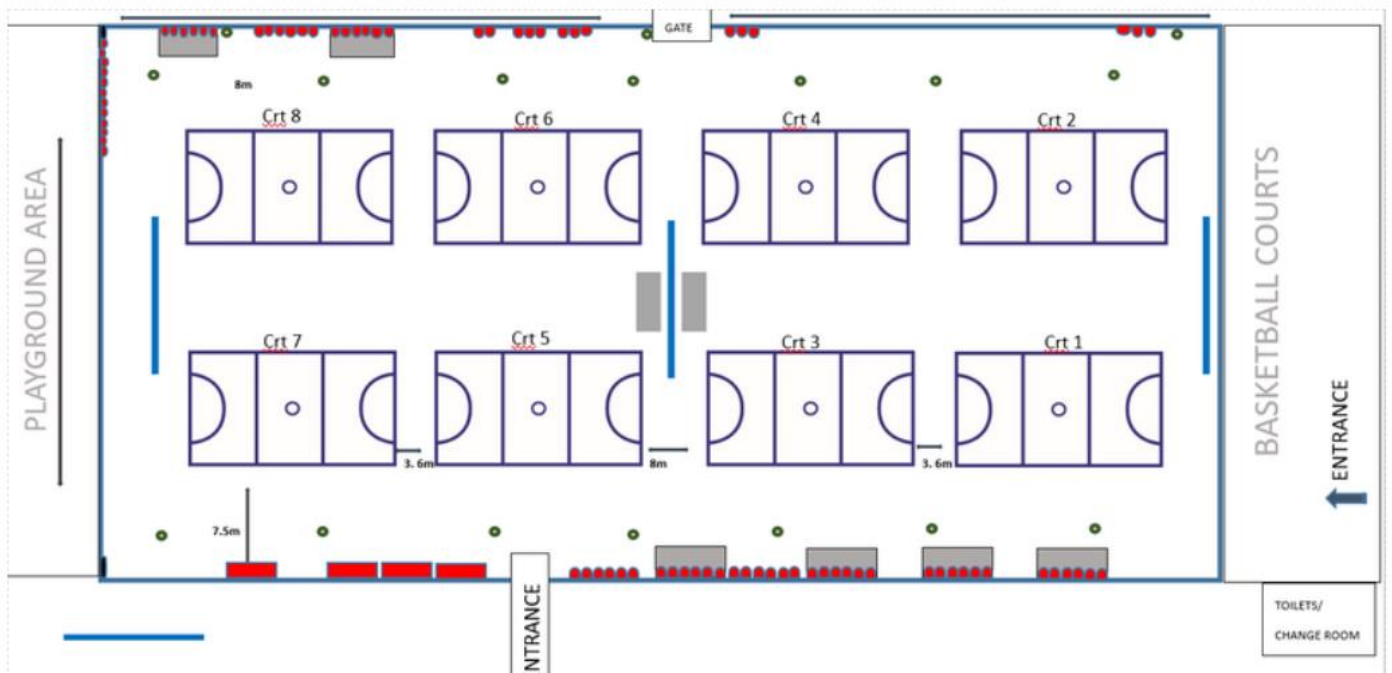 GATE
8m
Crt 8
Crt 6
Crt 4
Crt 2
PLAYGROUND AREA
BASKETBALL COURTS
Crt 7
Crt 5
Crt 3
Crt 1
ENTRANCE
3. 6m
8m
3. 6m
7.5m
NTRANCE
TOILETS/
CHANGE ROOM